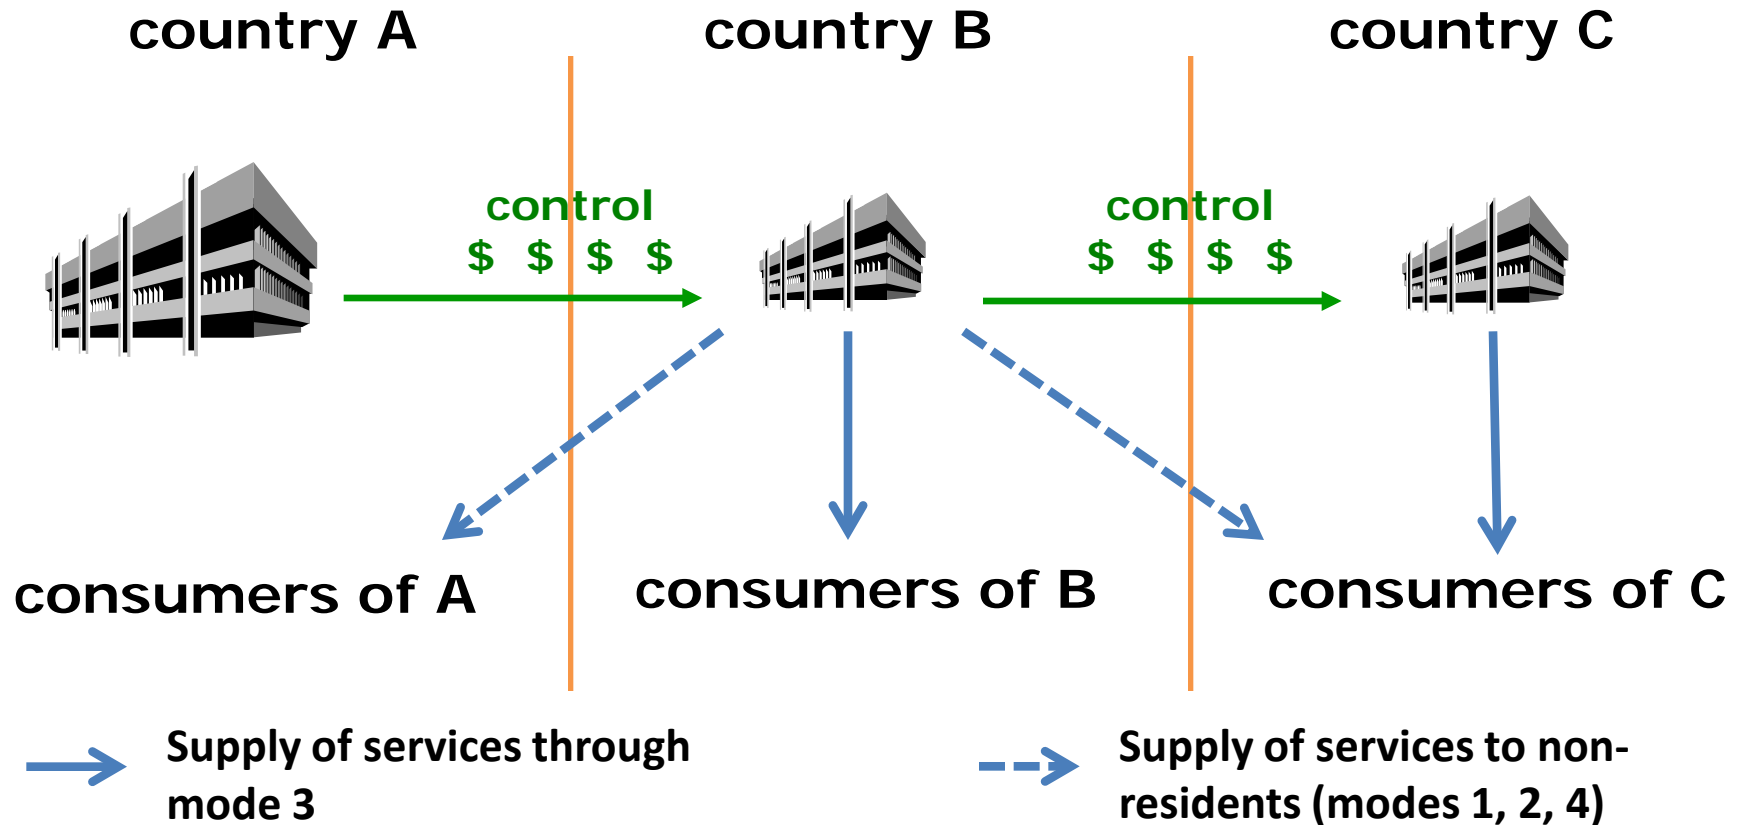 country A
country B
country C
control
$ $ $ $
control
$ $ $ $
consumers of A
consumers of B
consumers of C
Supply of services through
mode 3
Supply of services to non-
residents (modes 1, 2, 4)